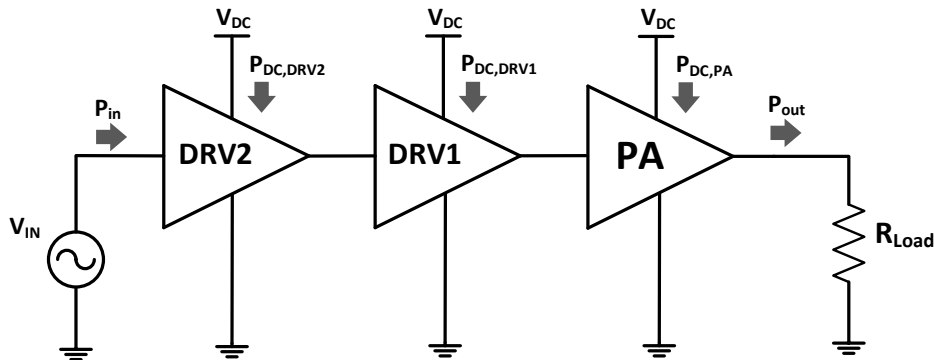 V_DC
V_DC
V_DC
P_DC,DRV2
P_DC,DRV1
P_DC,PA
P_in
P_out
DRV2
DRV1
PA
V_IN
R_Load